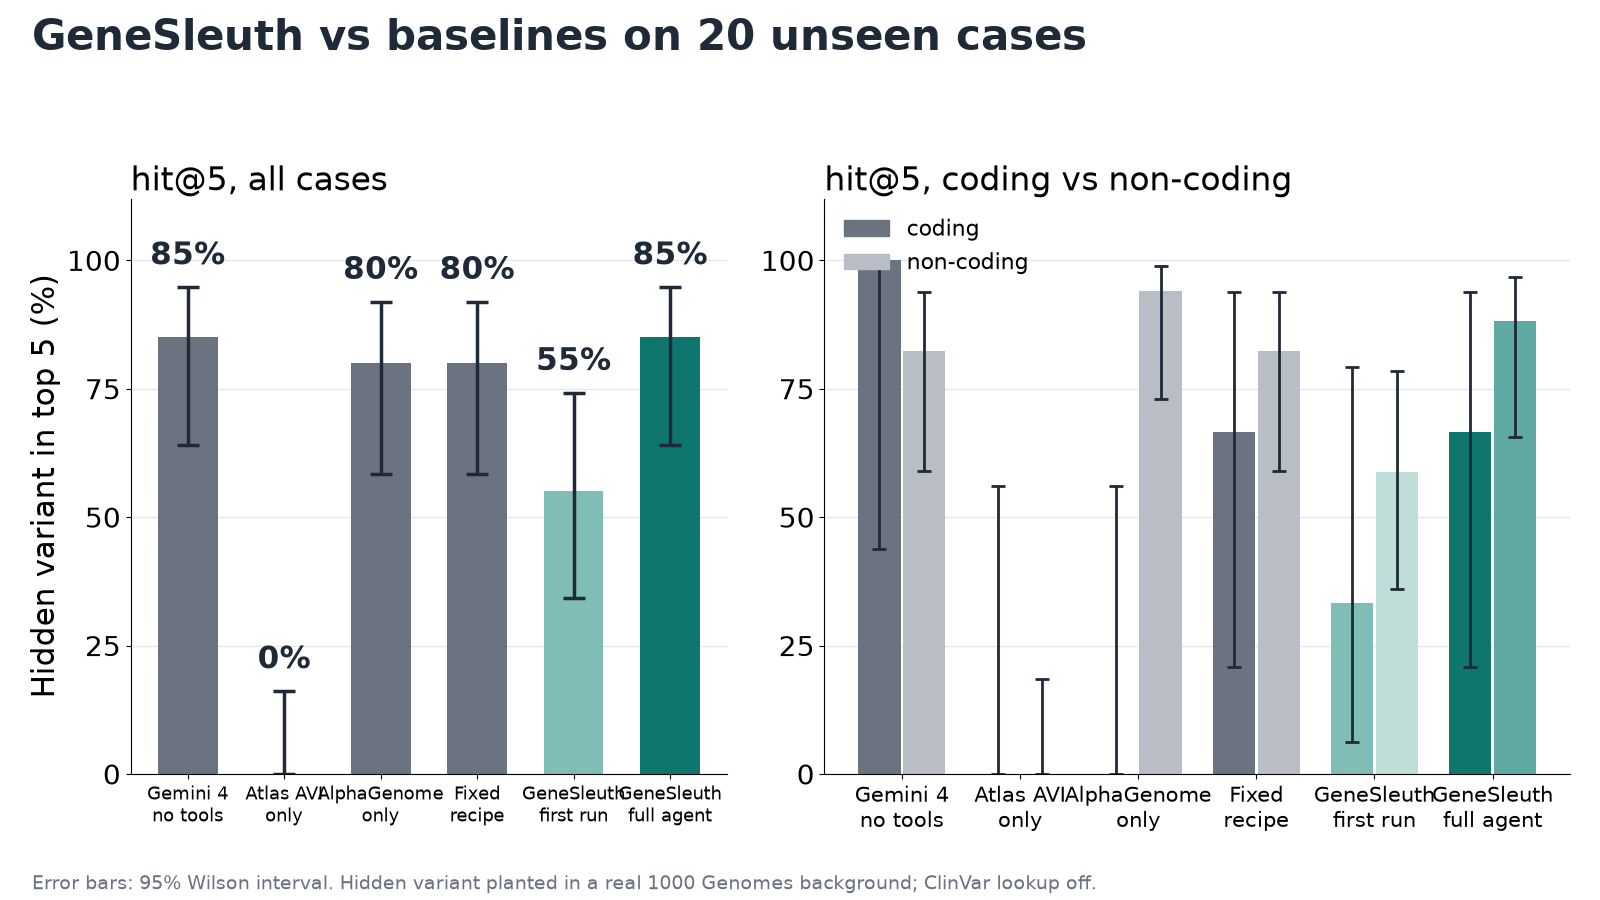 GeneSleuth vs baselines on 20 unseen cases
hit@5, all cases
Hidden variant in top 5 (%)
100
75
50
25
0
85%
0%
80%
80%
55%
85%
Gemini 4
no tools
Atlas AVI
only
AlphaGenome
only
Fixed
recipe
GeneSleuth
first run
GeneSleuth
full agent
hit@5, coding vs non-coding
coding
non-coding
100
75
50
25
0
Gemini 4
no tools
Atlas AVI
only
AlphaGenome
only
Fixed
recipe
GeneSleuth
first run
GeneSleuth
full agent
Error bars: 95% Wilson interval. Hidden variant planted in a real 1000 Genomes background; ClinVar lookup off.